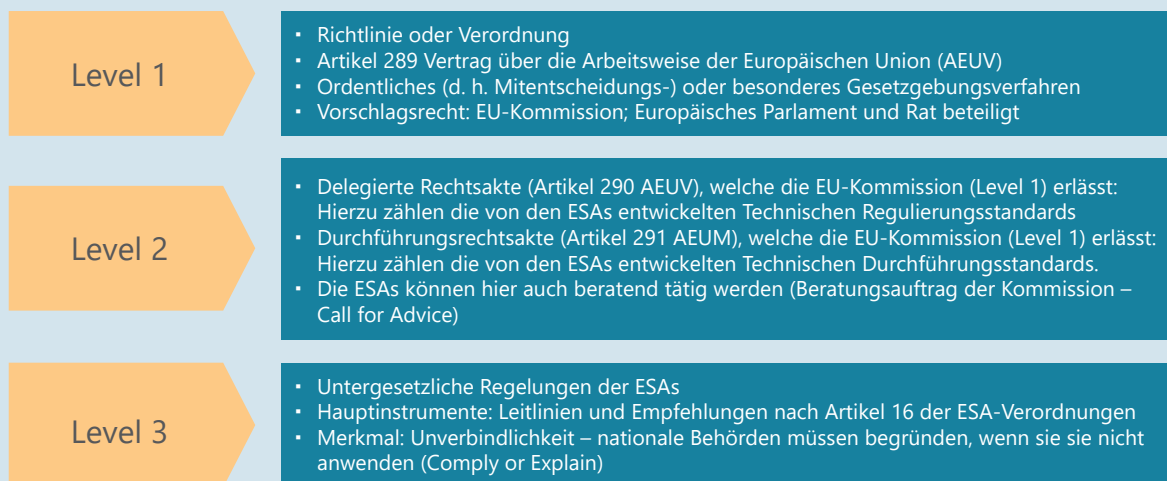 Level 1
▪ Richtlinie oder Verordnung
▪ Artikel 289 Vertrag über die Arbeitsweise der Europäischen Union (AEUV)
▪ Ordentliches (d. h. Mitentscheidungs-) oder besonderes Gesetzgebungsverfahren
▪ Vorschlagsrecht: EU-Kommission; Europäisches Parlament und Rat beteiligt
Level 2
▪ Delegierte Rechtsakte (Artikel 290 AEUV), welche die EU-Kommission (Level 1) erlässt:
Hierzu zählen die von den ESAs entwickelten Technischen Regulierungsstandards
▪ Durchführungsrechtsakte (Artikel 291 AEUM), welche die EU-Kommission (Level 1) erlässt:
Hierzu zählen die von den ESAs entwickelten Technischen Durchführungsstandards.
▪ Die ESAs können hier auch beratend tätig werden (Beratungsauftrag der Kommission –
Call for Advice)
Level 3
▪ Untergesetzliche Regelungen der ESAs
▪ Hauptinstrumente: Leitlinien und Empfehlungen nach Artikel 16 der ESA-Verordnungen
▪ Merkmal: Unverbindlichkeit – nationale Behörden müssen begründen, wenn sie sie nicht
anwenden (Comply or Explain)